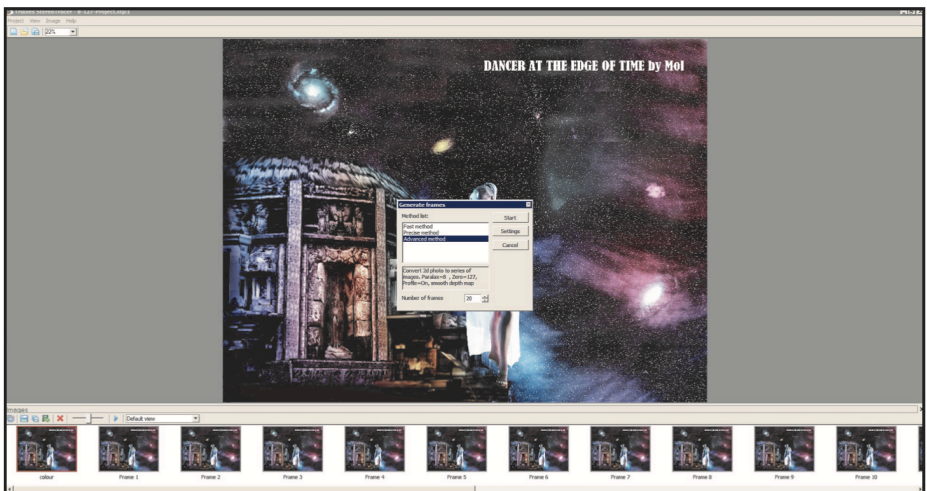 Project View Image Help
22%
DANCER AT THE EDGE OF TIME by Mol
Generate frames
Method list:
Fast method
Precise method
Advanced method
Start
Settings
Cancel
Convert 2d photo to series of
images. Paralax=8 , Zero=127,
Profile=On, smooth depth map
Number of frames 20
Images
Default view
colour Frame 1 Frame 2 Frame 3 Frame 4 Frame 5 Frame 6 Frame 7 Frame 8 Frame 9 Frame 10